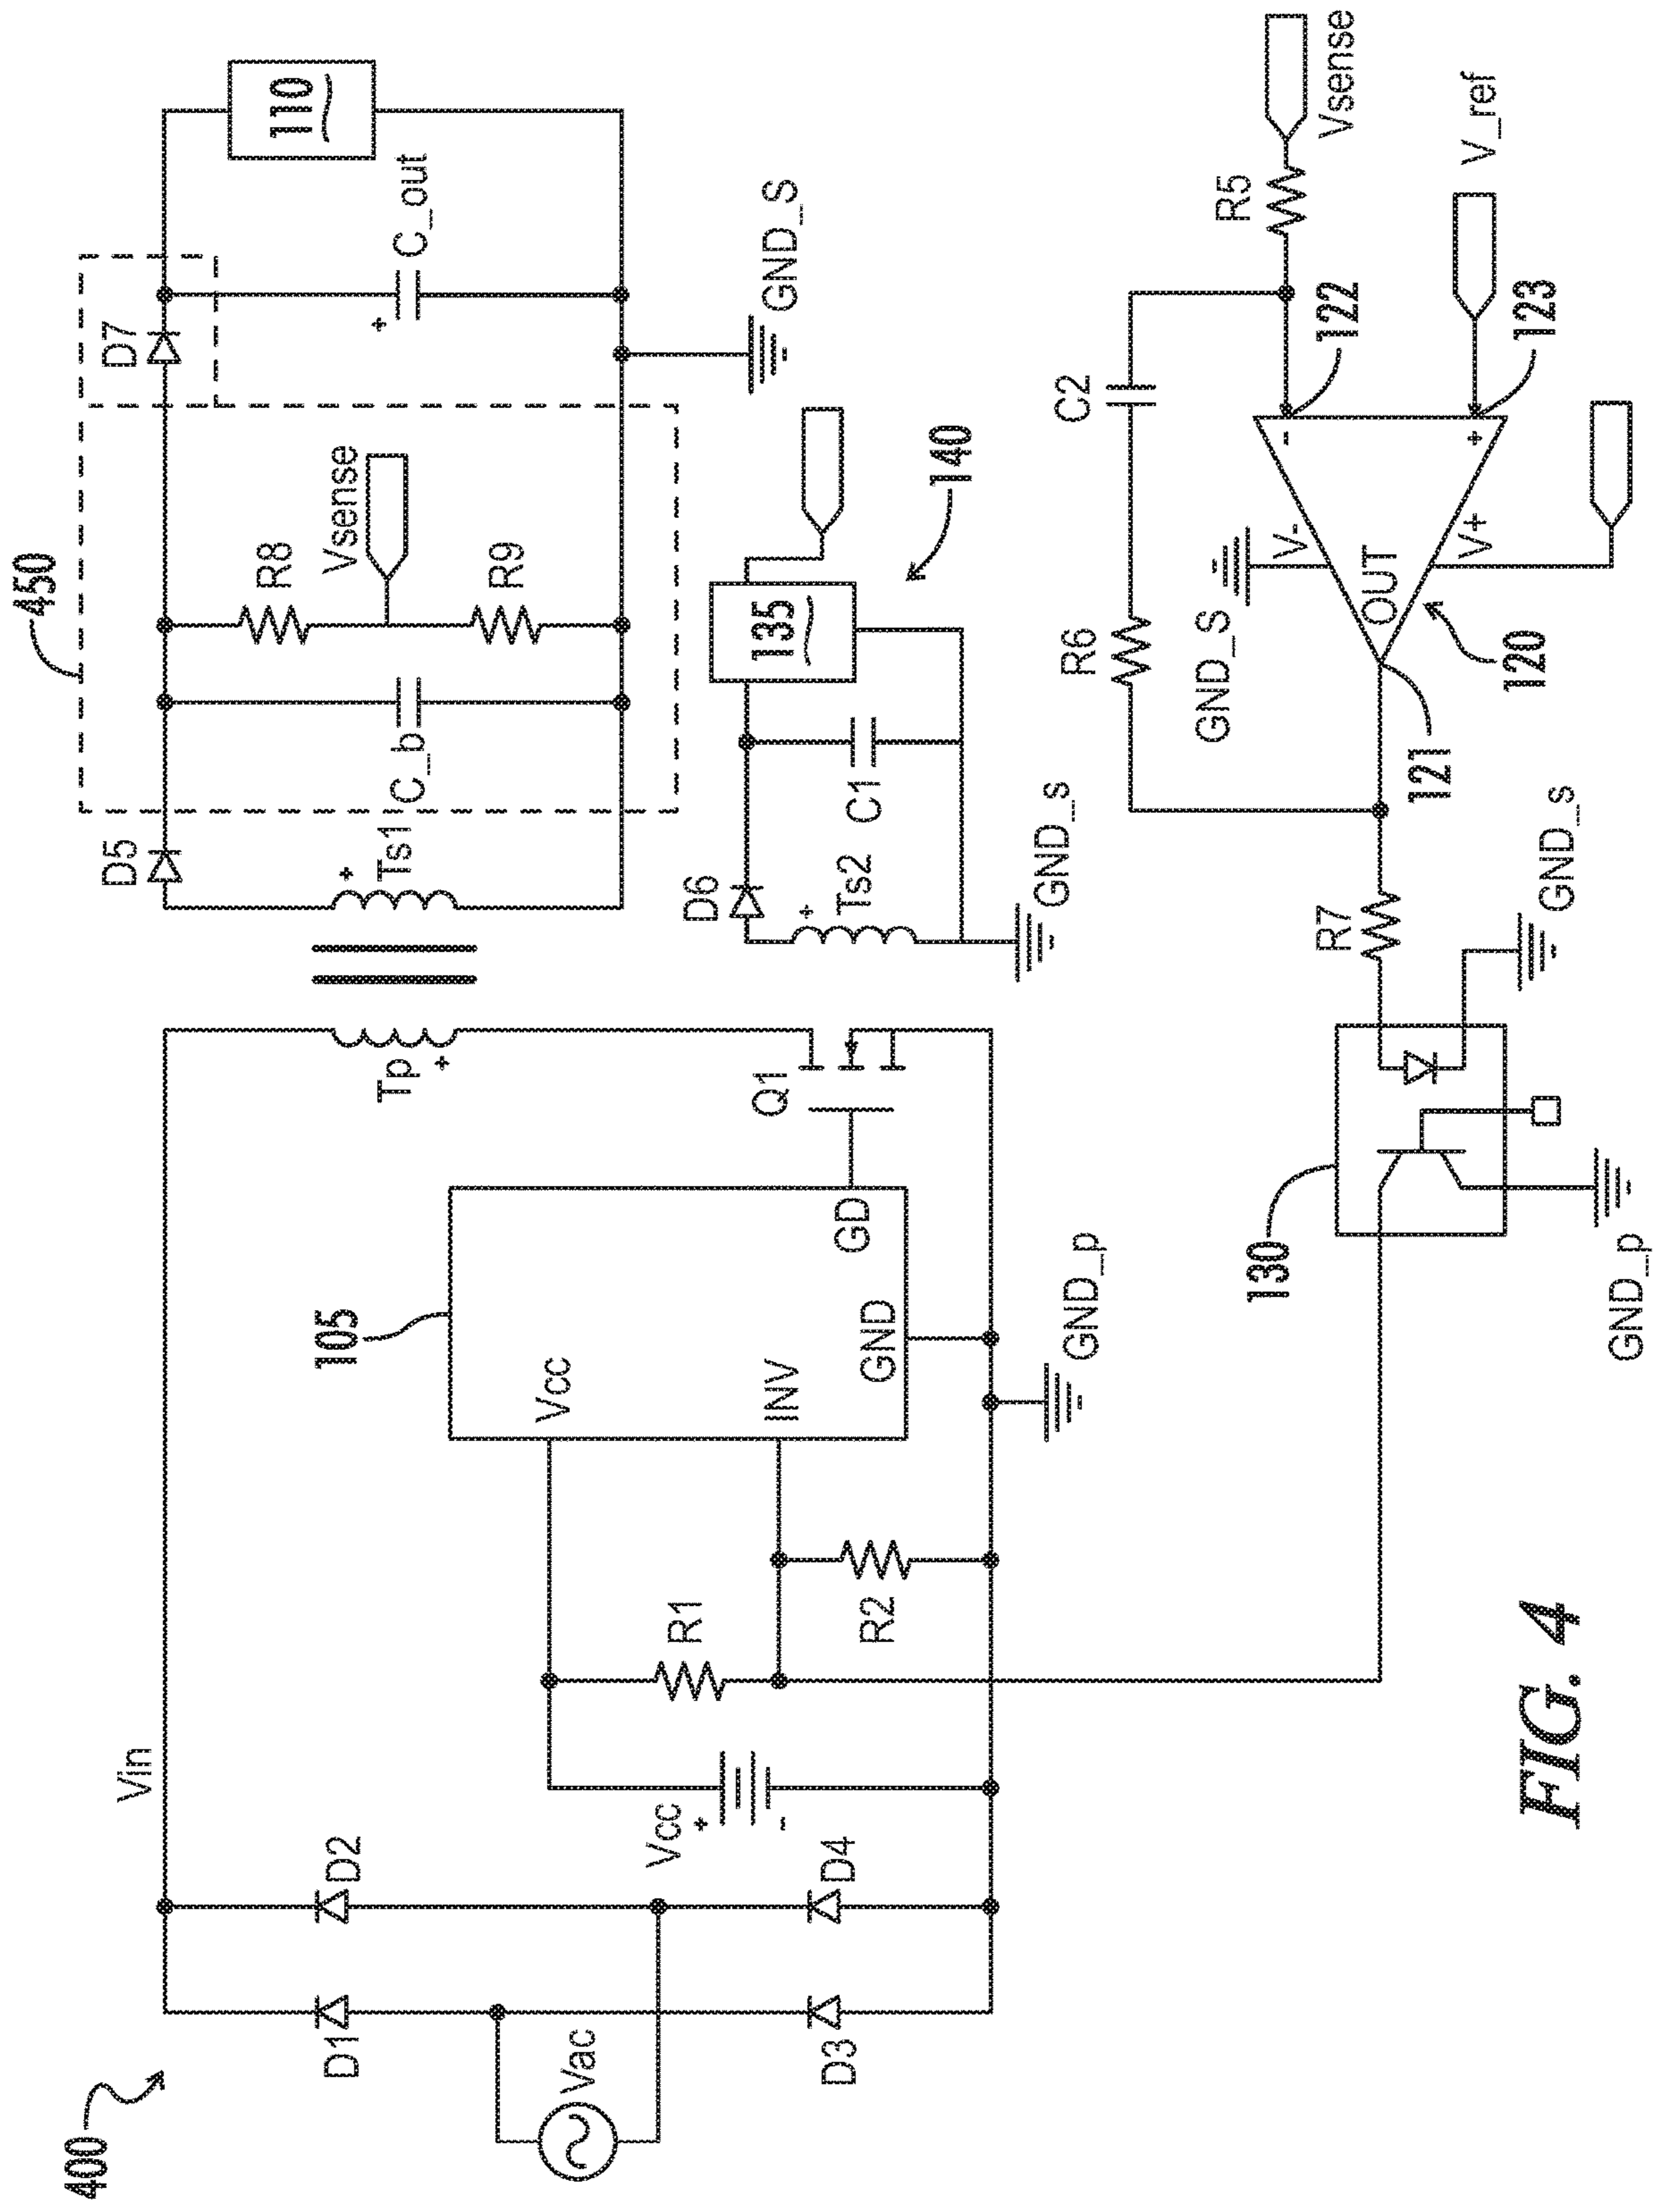 400
Vac
D1
D2
D3
D4
Vin
Vcc
+
-
R1
R2
105
Vcc
INV
GND
GD
GND_p
Q1
Tp
+
450
D5
Ts1
+
C_b
R8
Vsense
R9
D7
C_out
+
110
GND_S
D6
Ts2
+
C1
135
140
GND_s
130
GND_p
R7
GND_s
121
120
OUT
V-
V+
GND_S
R6
C2
-
+
122
123
R5
Vsense
V_ref
FIG. 4